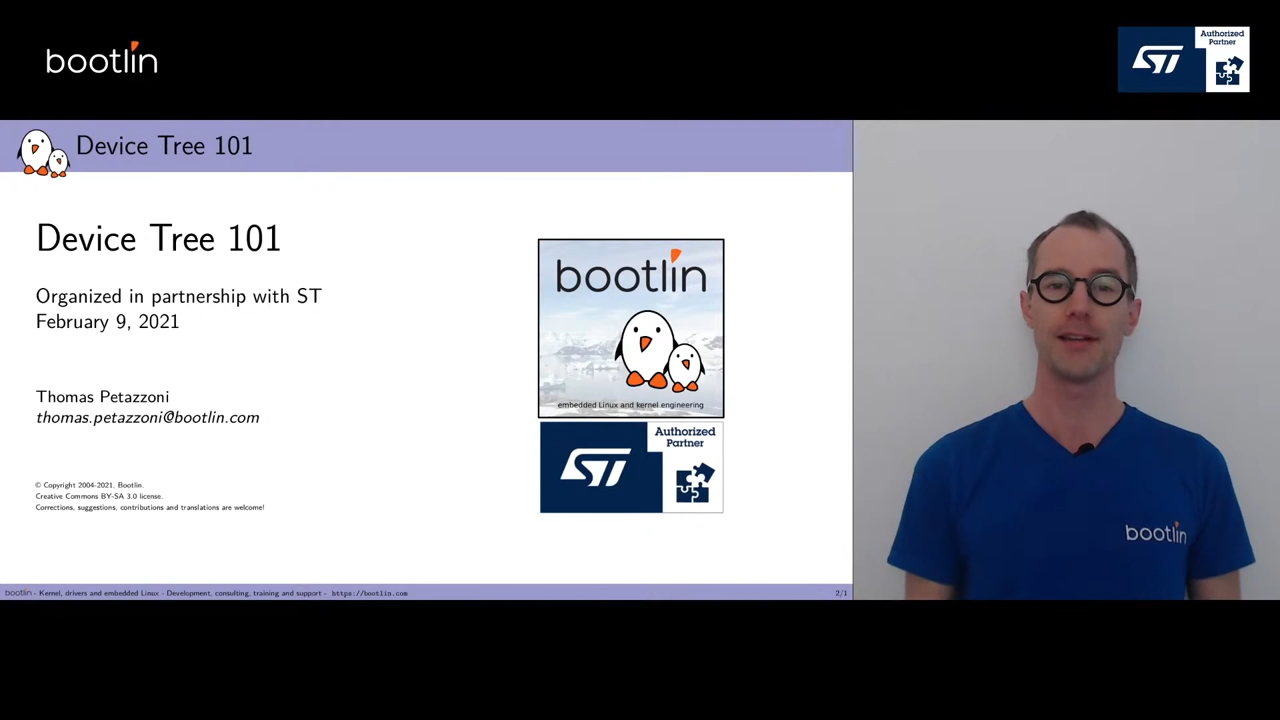 bootlin
ST
Authorized
Partner
Device Tree 101
Device Tree 101
Organized in partnership with ST
February 9, 2021
Thomas Petazzoni
thomas.petazzoni@bootlin.com
© Copyright 2004-2021, Bootlin.
Creative Commons BY-SA 3.0 license.
Corrections, suggestions, contributions and translations are welcome!
bootlin
embedded Linux and kernel engineering
ST
Authorized
Partner
bootlin
bootlin - Kernel, drivers and embedded Linux - Development, consulting, training and support - https://bootlin.com
2/1